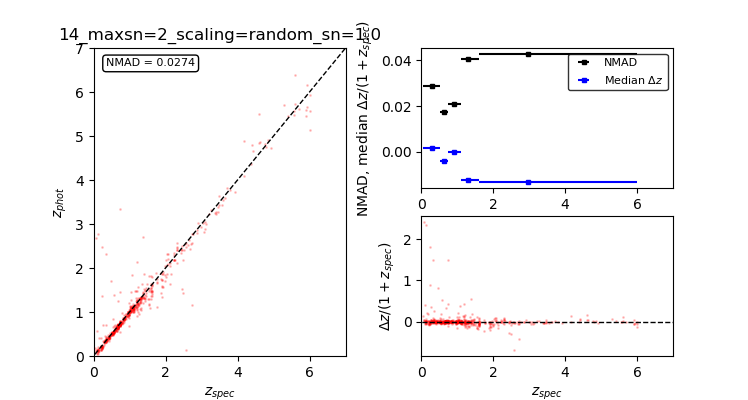 14_maxsn=2_scaling=random_sn=1.0
NMAD = 0.0274
7
6
5
4
3
2
1
0
z_phot
0 2 4 6
z_spec
NMAD, median Δz/(1 + z_spec)
0.04
0.02
0.00
NMAD
Median Δz
0 2 4 6
Δz/(1 + z_spec)
2
1
0
0 2 4 6
z_spec